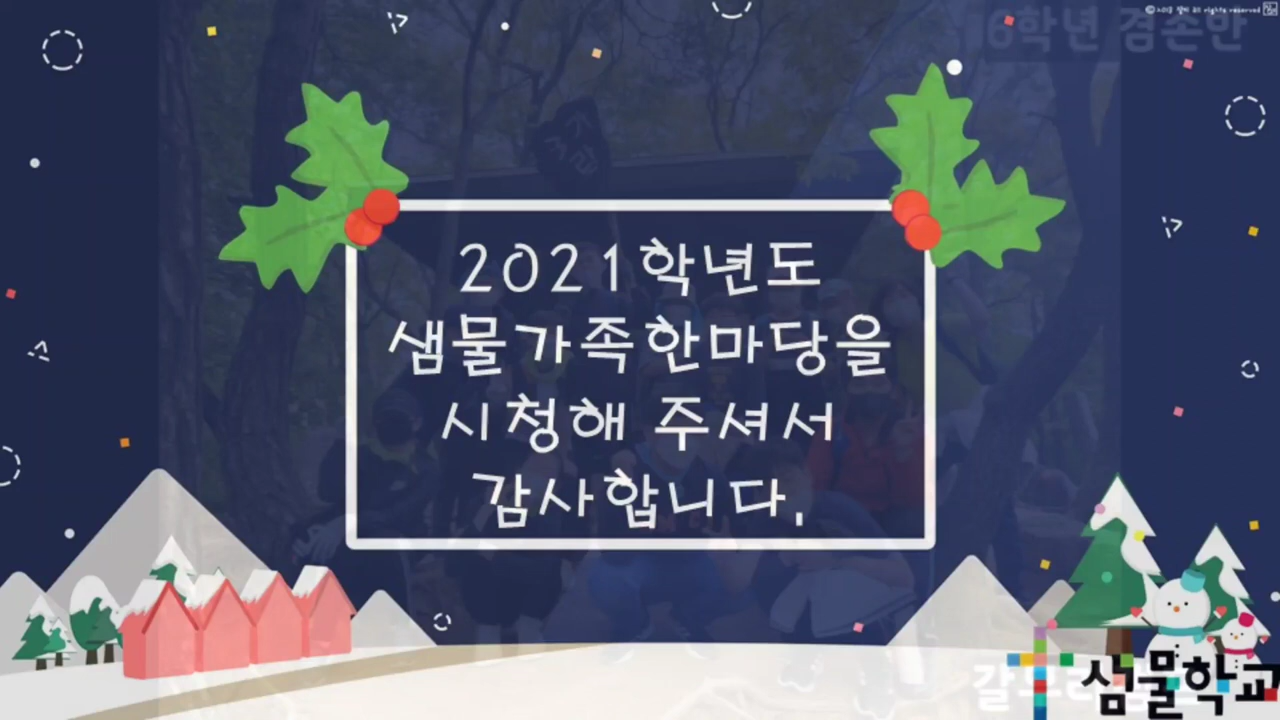 6학년 겸손반
2021학년도
샘물가족한마당을
시청해 주셔서
감사합니다.
샘물학교